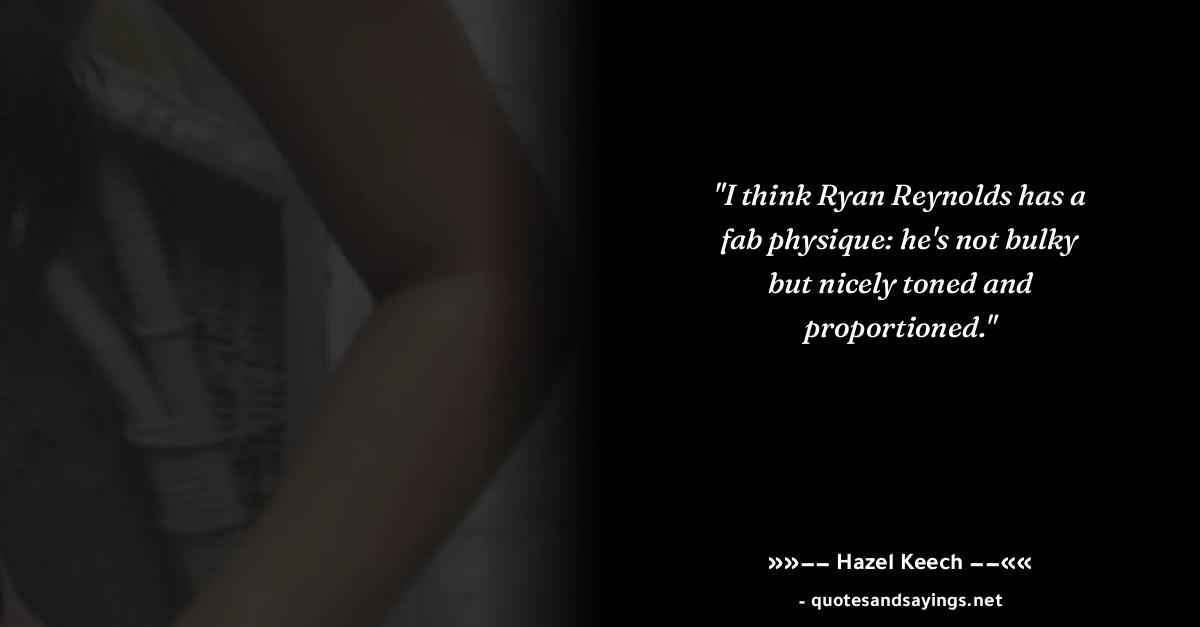 "I think Ryan Reynolds has a
fab physique: he's not bulky
but nicely toned and
proportioned."
»»–– Hazel Keech ––««
- quotesandsayings.net